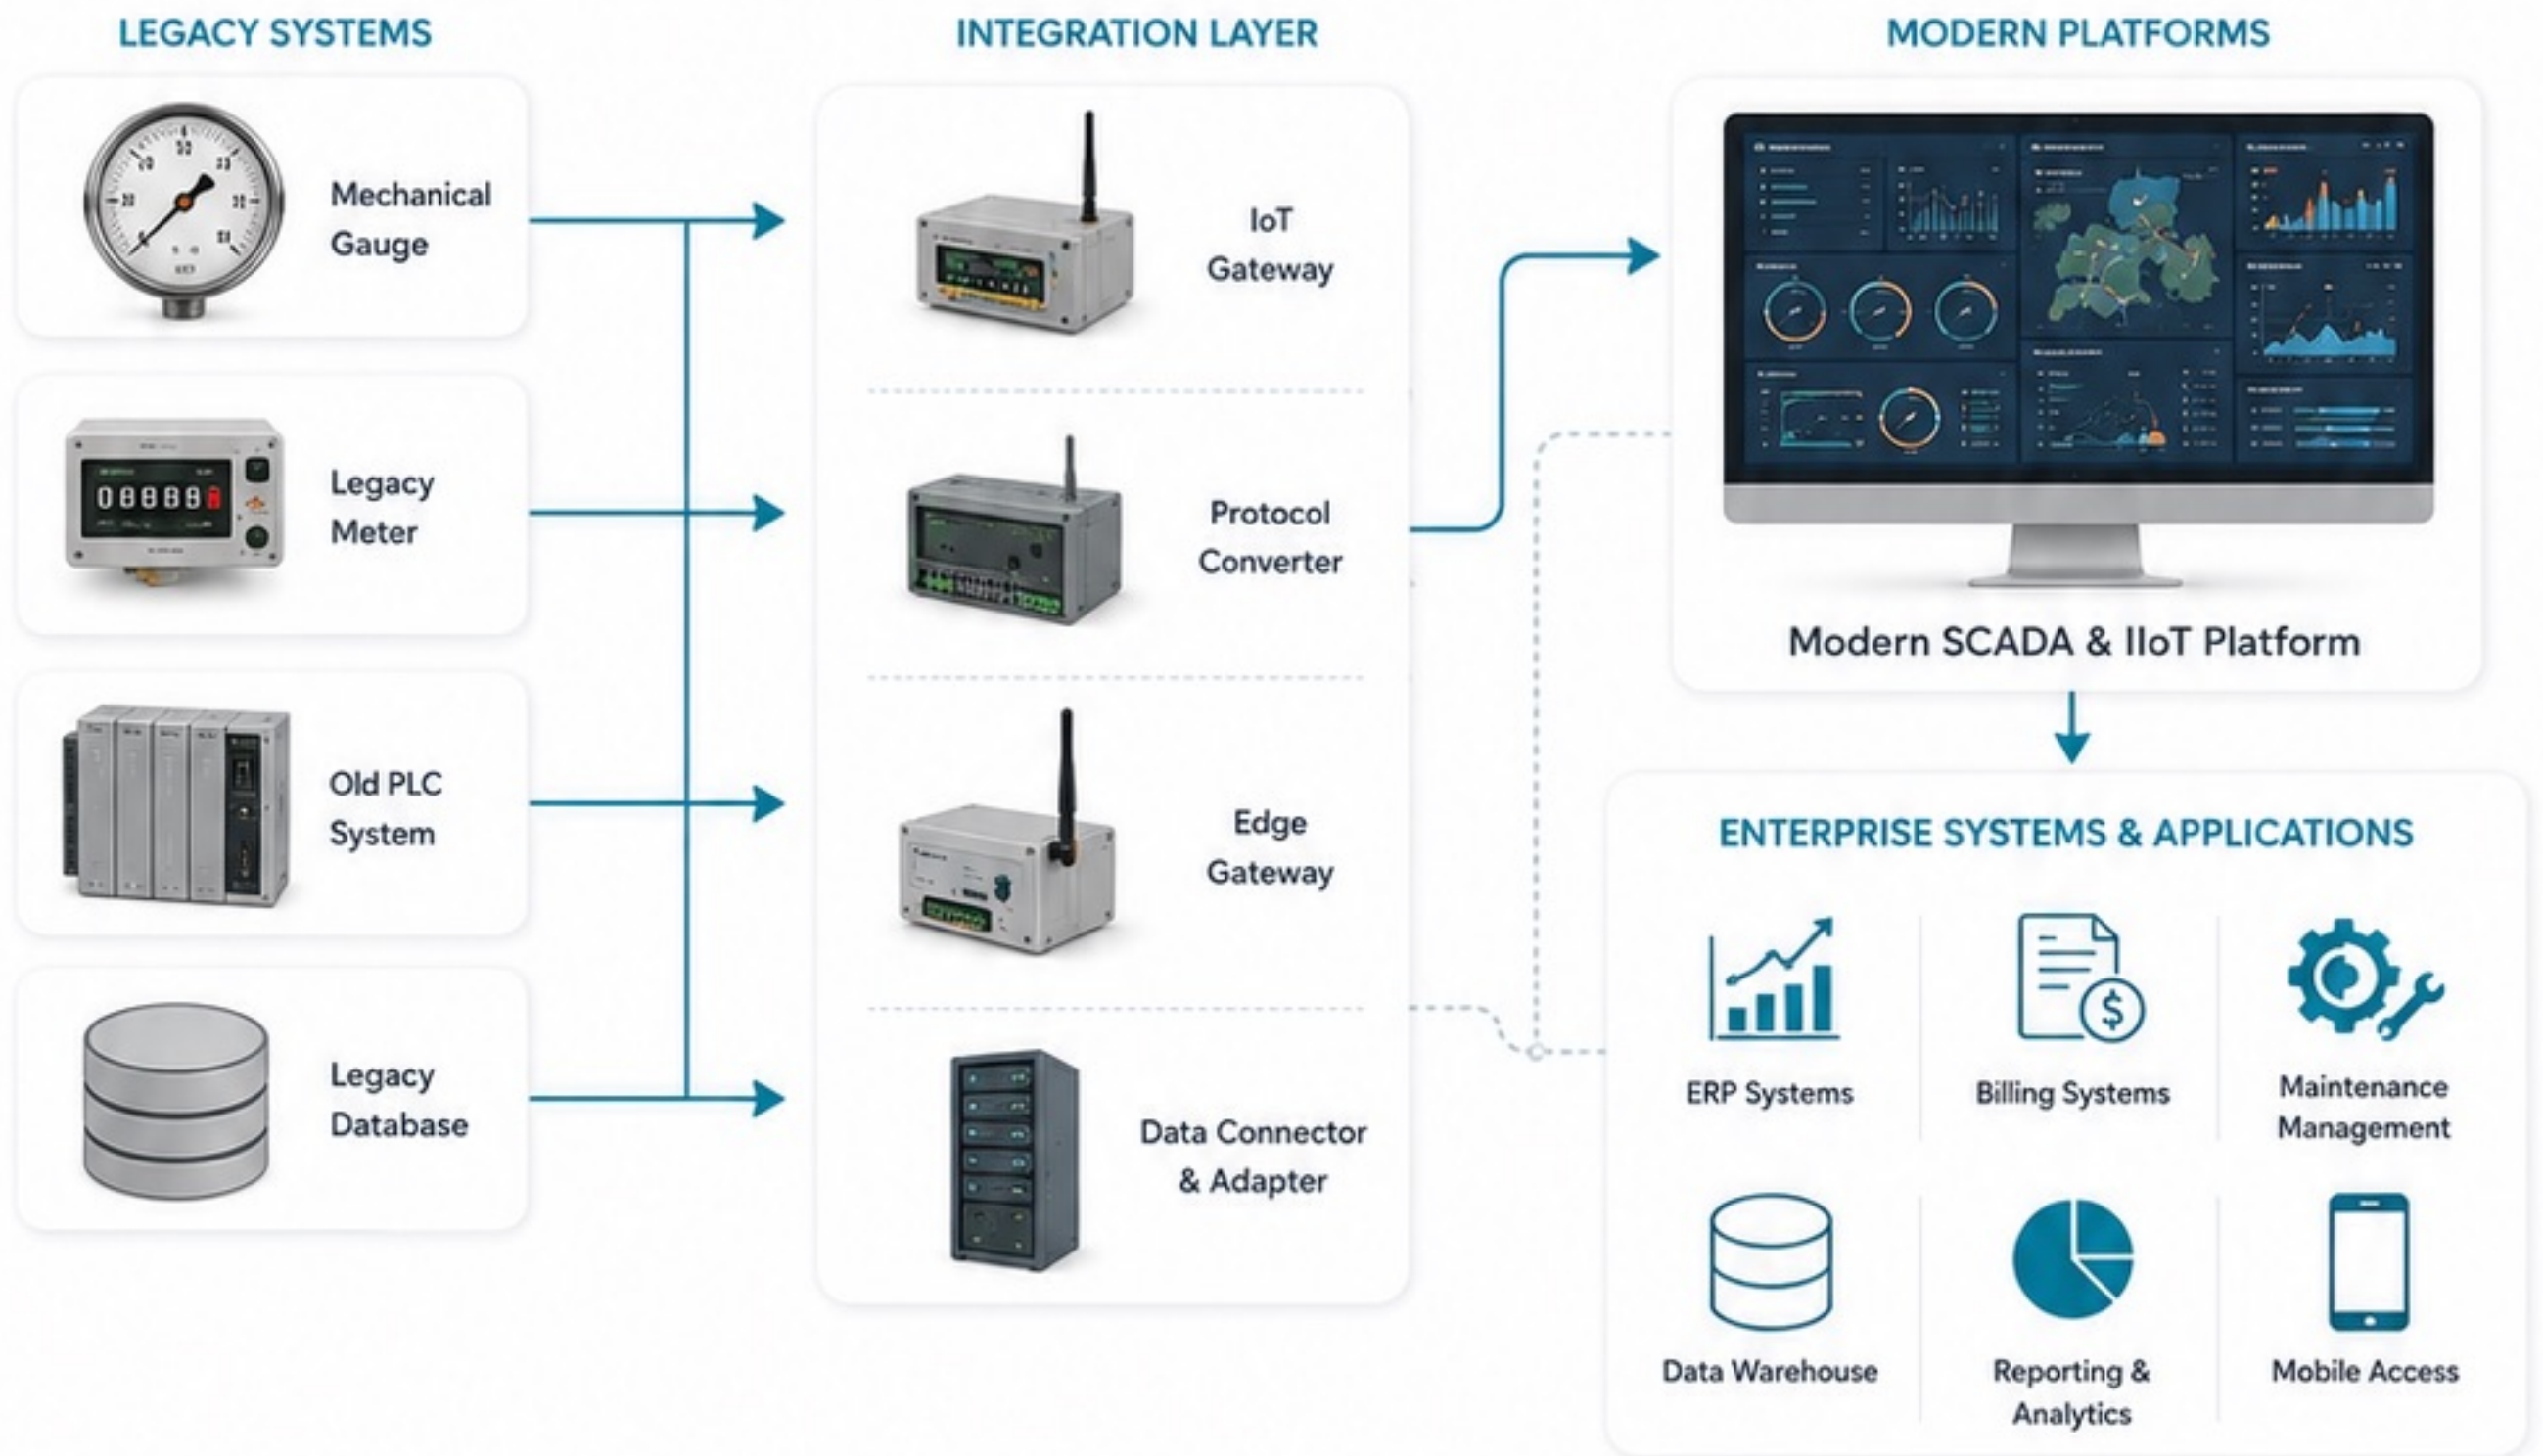 LEGACY SYSTEMS
Mechanical
Gauge
Legacy
Meter
Old PLC
System
Legacy
Database
INTEGRATION LAYER
IoT
Gateway
Protocol
Converter
Edge
Gateway
Data Connector
& Adapter
MODERN PLATFORMS
Modern SCADA & IIoT Platform
ENTERPRISE SYSTEMS & APPLICATIONS
ERP Systems
Billing Systems
Maintenance
Management
Data Warehouse
Reporting &
Analytics
Mobile Access